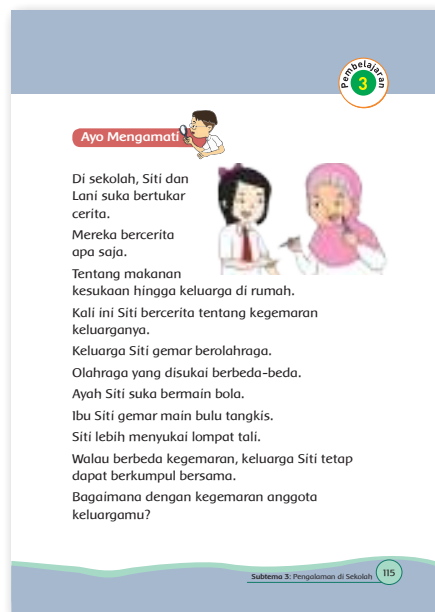 Pembelajaran
3
Ayo Mengamati
Di sekolah, Siti dan
Lani suka bertukar
cerita.
Mereka bercerita
apa saja.
Tentang makanan
kesukaan hingga keluarga di rumah.
Kali ini Siti bercerita tentang kegemaran
keluarganya.
Keluarga Siti gemar berolahraga.
Olahraga yang disukai berbeda-beda.
Ayah Siti suka bermain bola.
Ibu Siti gemar main bulu tangkis.
Siti lebih menyukai lompat tali.
Walau berbeda kegemaran, keluarga Siti tetap
dapat berkumpul bersama.
Bagaimana dengan kegemaran anggota
keluargamu?
Subtema 3: Pengalaman di Sekolah
115